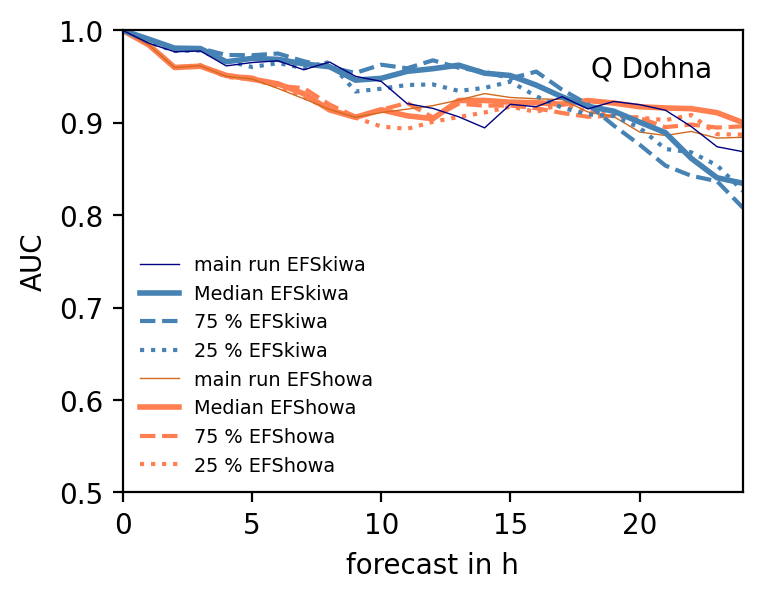 1.0
0.9
0.8
0.7
0.6
0.5
AUC
Q Dohna
main run EFSkiwa
Median EFSkiwa
75 % EFSkiwa
25 % EFSkiwa
main run EFShowa
Median EFShowa
75 % EFShowa
25 % EFShowa
0 5 10 15 20
forecast in h